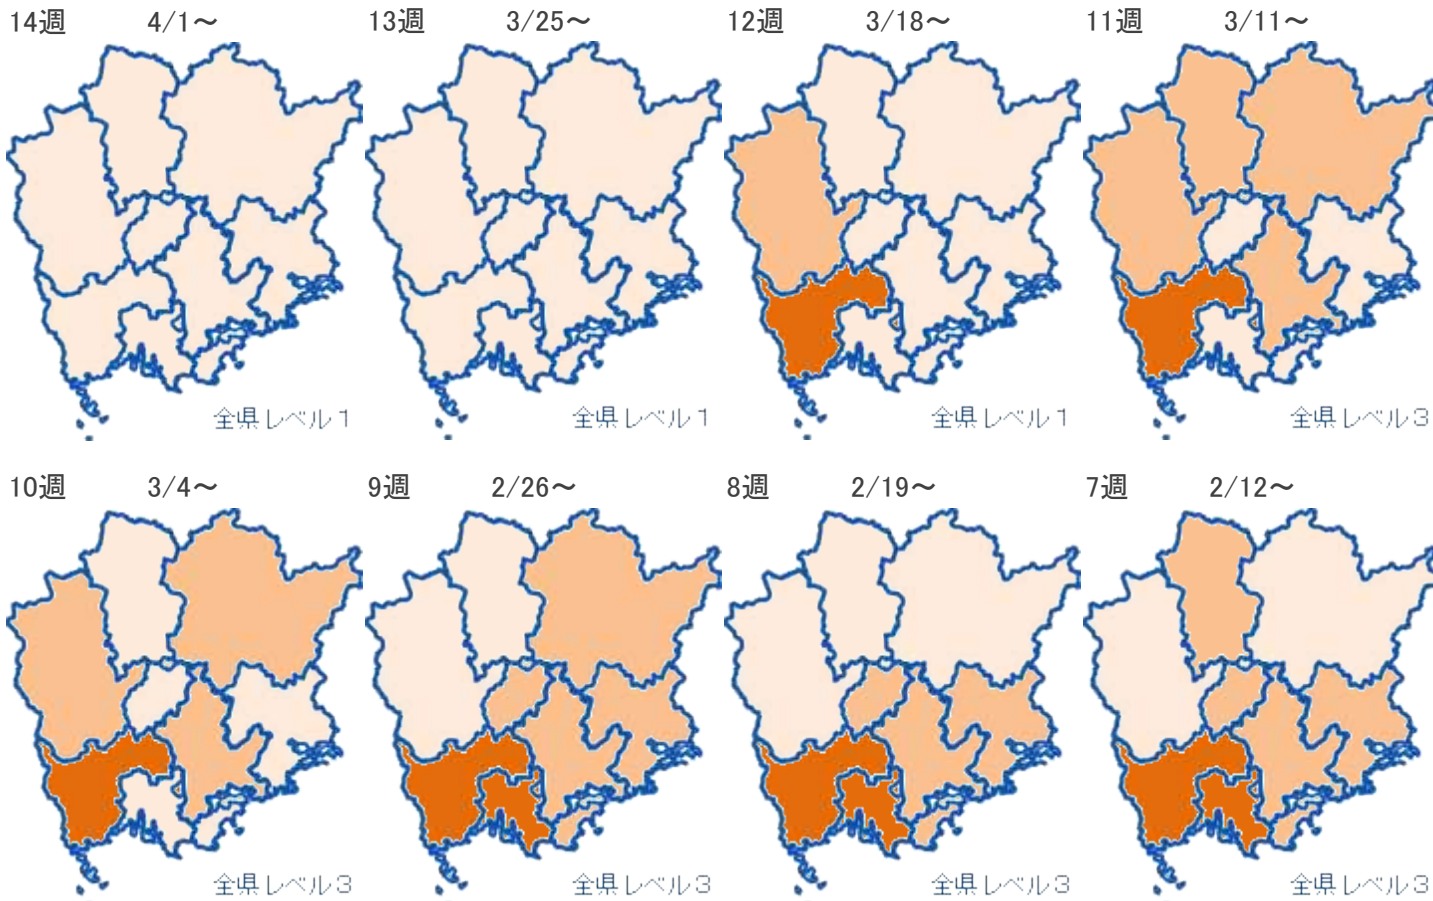 14週 4/1～
13週 3/25～
12週 3/18～
11週 3/11～
全県レベル１
全県レベル１
全県レベル１
全県レベル３
10週 3/4～
9週 2/26～
8週 2/19～
7週 2/12～
全県レベル３
全県レベル３
全県レベル３
全県レベル３